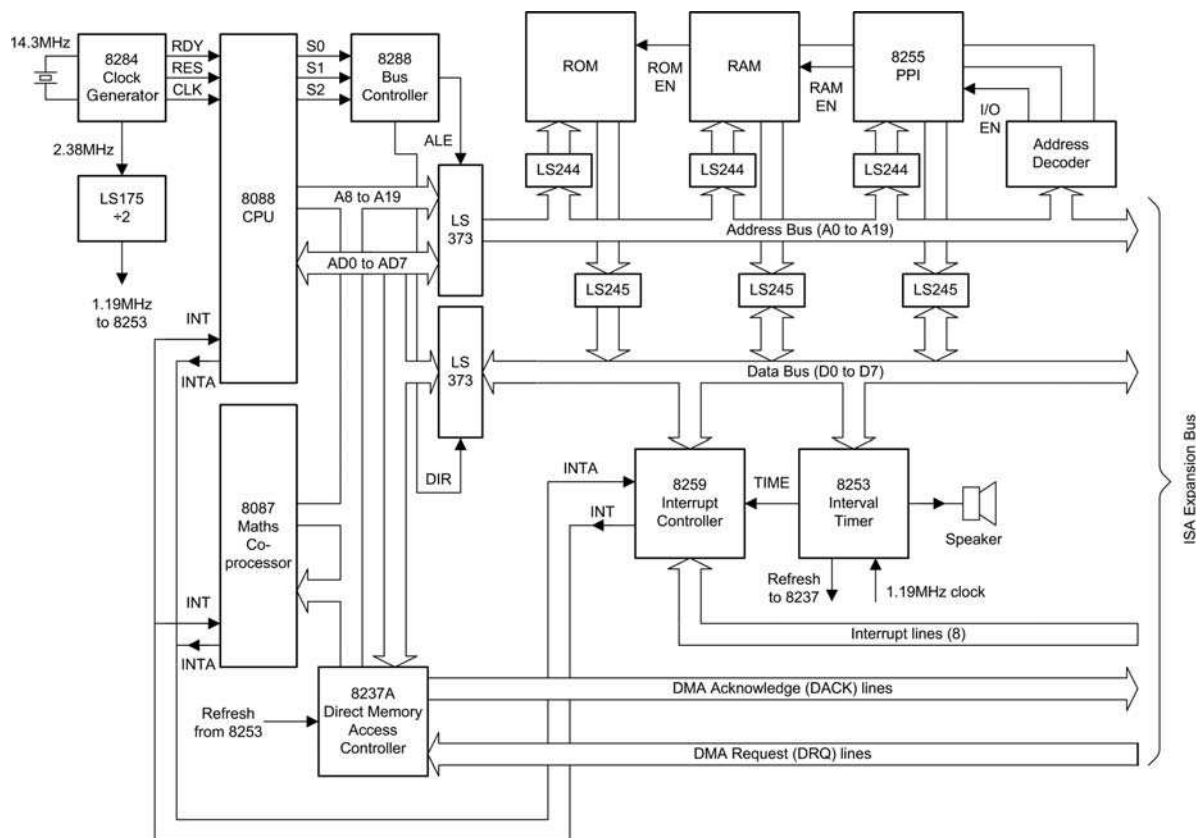 14.3MHz
8284
Clock
Generator
RDY
RES
CLK
2.38MHz
LS175
÷2
1.19MHz
to 8253
8088
CPU
S0
S1
S2
8288
Bus
Controller
ALE
A8 to A19
AD0 to AD7
LS
373
LS
373
DIR
INT
INTA
8087
Maths
Co-
processor
INT
INTA
Refresh
from 8253
8237A
Direct Memory
Access
Controller
ROM
ROM
EN
RAM
RAM
EN
8255
PPI
I/O
EN
Address
Decoder
LS244
LS244
LS244
Address Bus (A0 to A19)
LS245
LS245
LS245
Data Bus (D0 to D7)
INTA
INT
8259
Interrupt
Controller
TIME
8253
Interval
Timer
Speaker
Refresh
to 8237
1.19MHz clock
Interrupt lines (8)
DMA Acknowledge (DACK) lines
DMA Request (DRQ) lines
ISA Expansion Bus